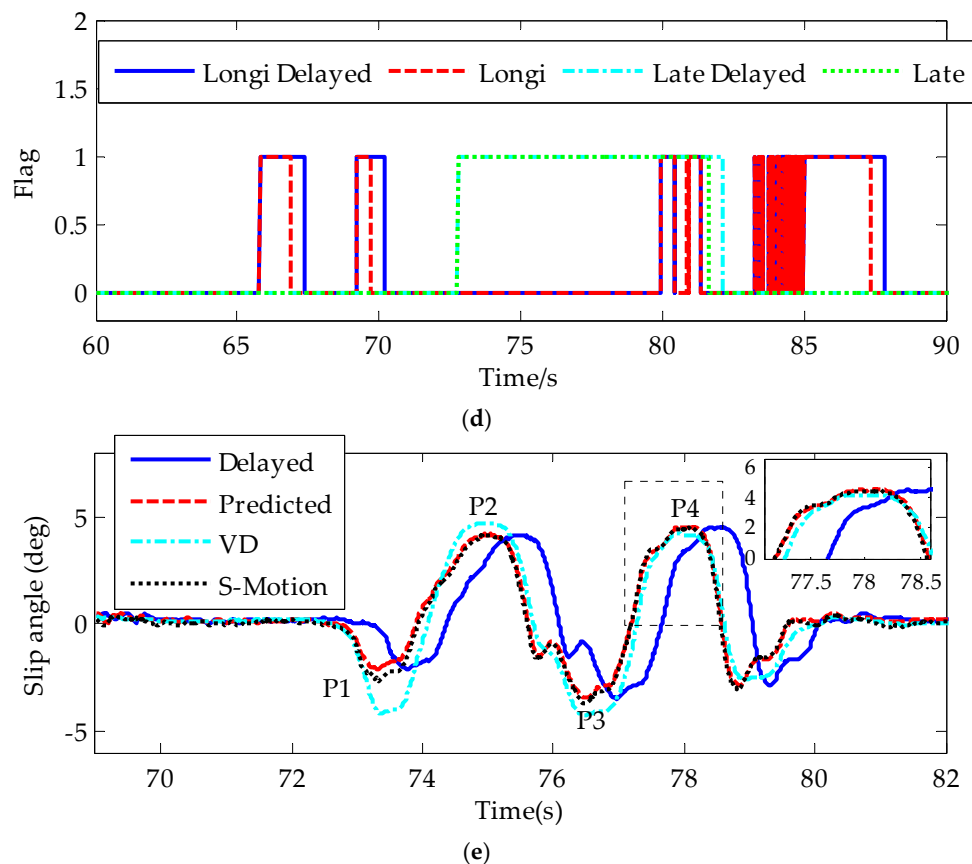 2
Longi Delayed Longi Late Delayed Late
1.5
1
0.5
0
Flag
60 65 70 75 80 85 90
Time/s
(d)
Delayed
Predicted
VD
S-Motion
5
0
-5
Slip angle (deg)
P1
P2
P3
P4
6
4
2
0
77.5 78 78.5
70 72 74 76 78 80 82
Time(s)
(e)